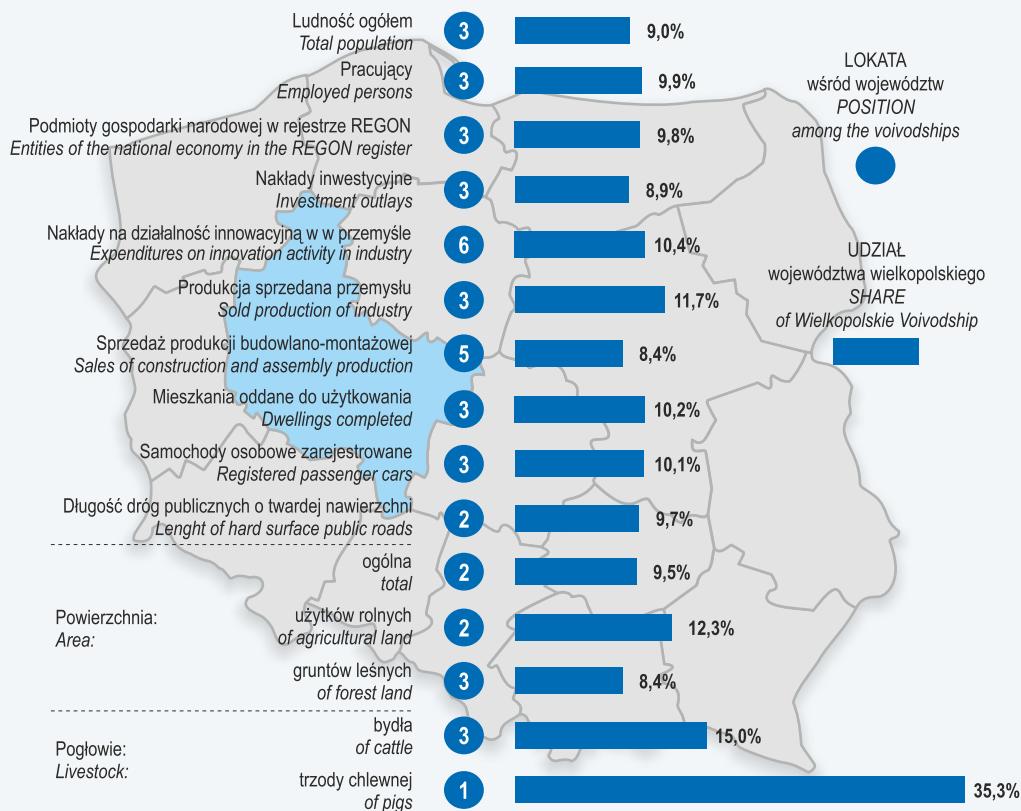 Ludność ogółem
Total population
3
9,0%
Pracujący
Employed persons
3
9,9%
Podmioty gospodarki narodowej w rejestrze REGON
Entities of the national economy in the REGON register
3
9,8%
Nakłady inwestycyjne
Investment outlays
3
8,9%
Nakłady na działalność innowacyjną w w przemyśle
Expenditures on innovation activity in industry
6
10,4%
Produkcja sprzedana przemysłu
Sold production of industry
3
11,7%
Sprzedaż produkcji budowlano-montażowej
Sales of construction and assembly production
5
8,4%
Mieszkania oddane do użytkowania
Dwellings completed
3
10,2%
Samochody osobowe zarejestrowane
Registered passenger cars
3
10,1%
Długość dróg publicznych o twardej nawierzchni
Lenght of hard surface public roads
2
9,7%
Powierzchnia:
Area:
ogólna
total
2
9,5%
użytków rolnych
of agricultural land
2
12,3%
gruntów leśnych
of forest land
3
8,4%
Pogłowie:
Livestock:
bydła
of cattle
3
15,0%
trzody chlewnej
of pigs
1
35,3%
LOKATA
wśród województw
POSITION
among the voivodships
UDZIAŁ
województwa wielkopolskiego
SHARE
of Wielkopolskie Voivodship